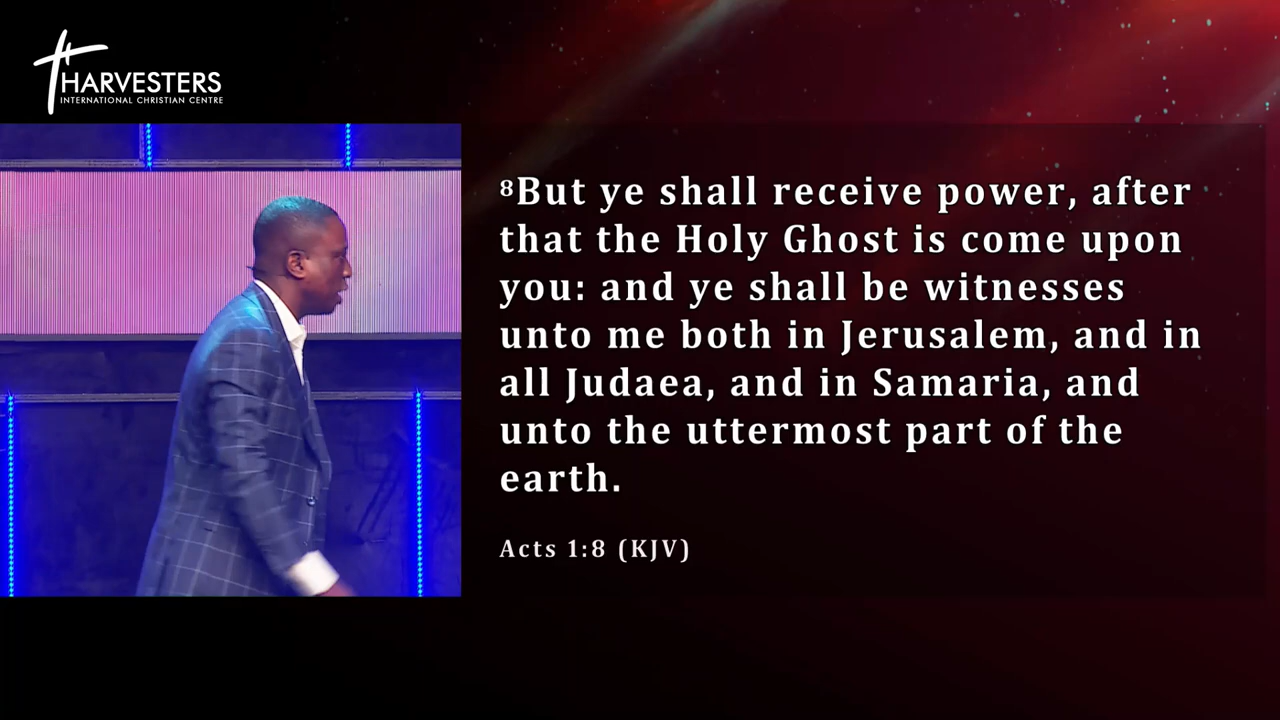 HARVESTERS
INTERNATIONAL CHRISTIAN CENTRE
8But ye shall receive power, after
that the Holy Ghost is come upon
you: and ye shall be witnesses
unto me both in Jerusalem, and in
all Judaea, and in Samaria, and
unto the uttermost part of the
earth.
Acts 1:8 (KJV)